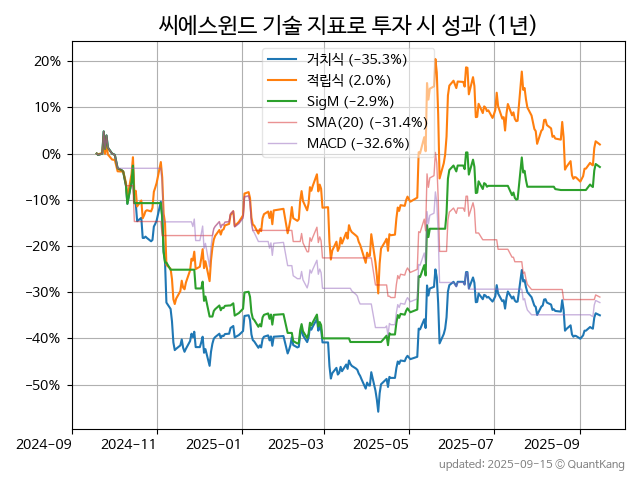 씨에스윈드 기술 지표로 투자 시 성과 (1년)
거치식 (−35.3%)
적립식 (2.0%)
SigM (−2.9%)
SMA(20) (−31.4%)
MACD (−32.6%)
20%
10%
0%
−10%
−20%
−30%
−40%
−50%
2024-09
2024-11
2025-01
2025-03
2025-05
2025-07
2025-09
updated: 2025-09-15 ⓒ QuantKang